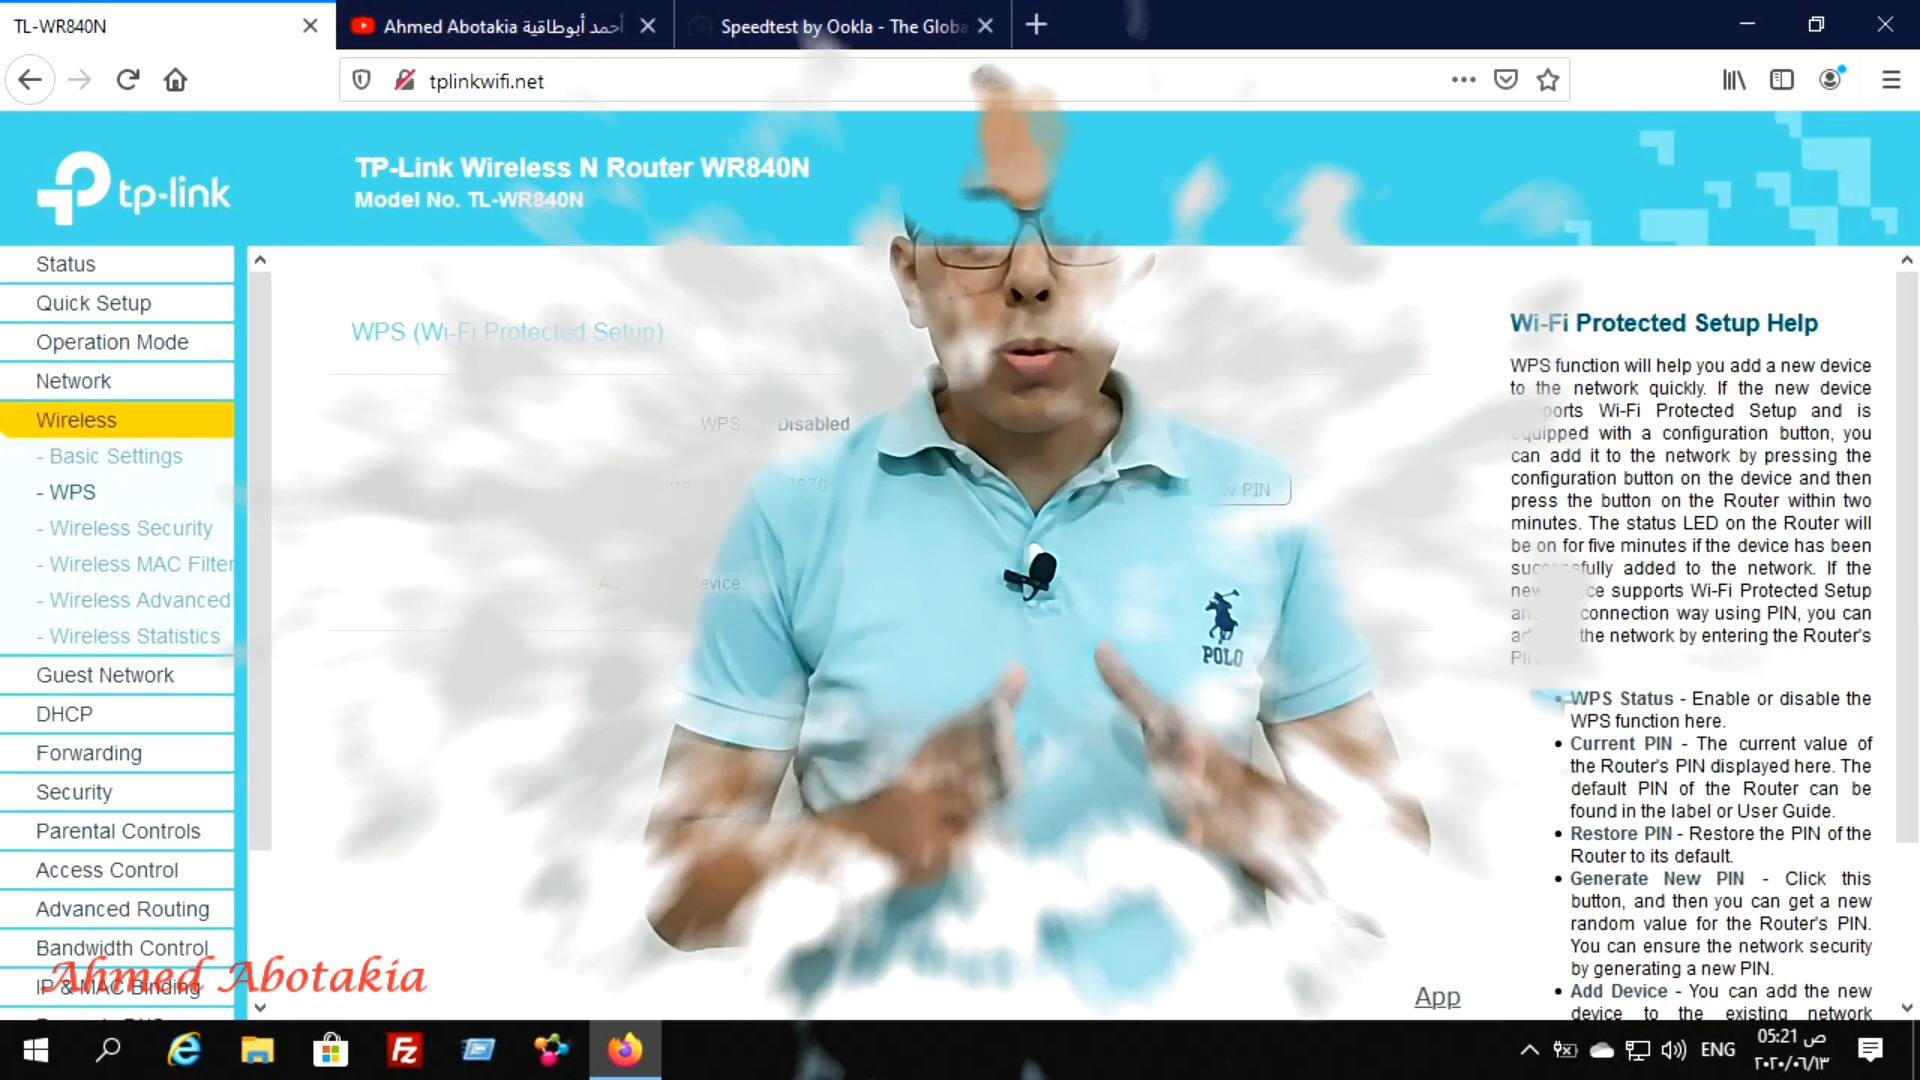 TL-WR840N
Ahmed Abotakia أحمد أبوطاقية
Speedtest by Ookla - The Globa
tplinkwifi.net
tp-link
TP-Link Wireless N Router WR840N
Model No. TL-WR840N
Status
Quick Setup
Operation Mode
Network
Wireless
- Basic Settings
- WPS
- Wireless Security
- Wireless MAC Filter
- Wireless Advanced
- Wireless Statistics
Guest Network
DHCP
Forwarding
Security
Parental Controls
Access Control
Advanced Routing
Bandwidth Control
IP & MAC Binding
Ahmed Abotakia
WPS (Wi-Fi Protected Setup)
WPS: Disabled
PIN
POLO
App
Wi-Fi Protected Setup Help
WPS function will help you add a new device
to the network quickly. If the new device
Wi-Fi Protected Setup and is
equipped with a configuration button, you
can add it to the network by pressing the
configuration button on the device and then
press the button on the Router within two
minutes. The status LED on the Router will
be on for five minutes if the device has been
successfully added to the network. If the
new supports Wi-Fi Protected Setup
connection way using PIN, you can
the network by entering the Router's
WPS Status - Enable or disable the
WPS function here.
• Current PIN - The current value of
the Router's PIN displayed here. The
default PIN of the Router can be
found in the label or User Guide.
• Restore PIN - Restore the PIN of the
Router to its default.
• Generate New PIN - Click this
button, and then you can get a new
random value for the Router's PIN.
You can ensure the network security
by generating a new PIN.
• Add Device - You can add the new
device to the existing network
ENG
05:21 ص
٢٠٢٠/٠٦/١٣